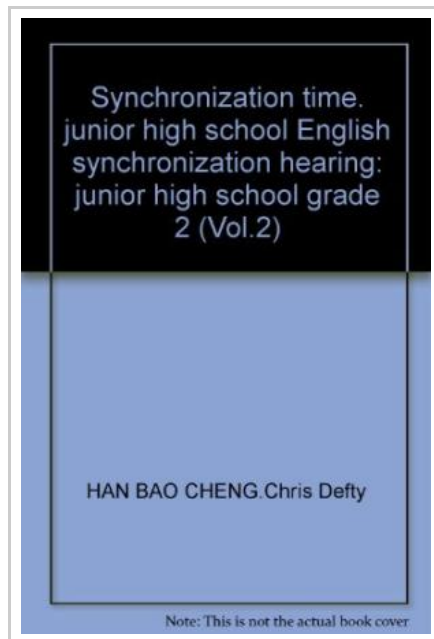 Synchronization time.
junior high school English
synchronization hearing:
junior high school grade
2 (Vol.2)
HAN BAO CHENG.Chris Defty
Note: This is not the actual book cover